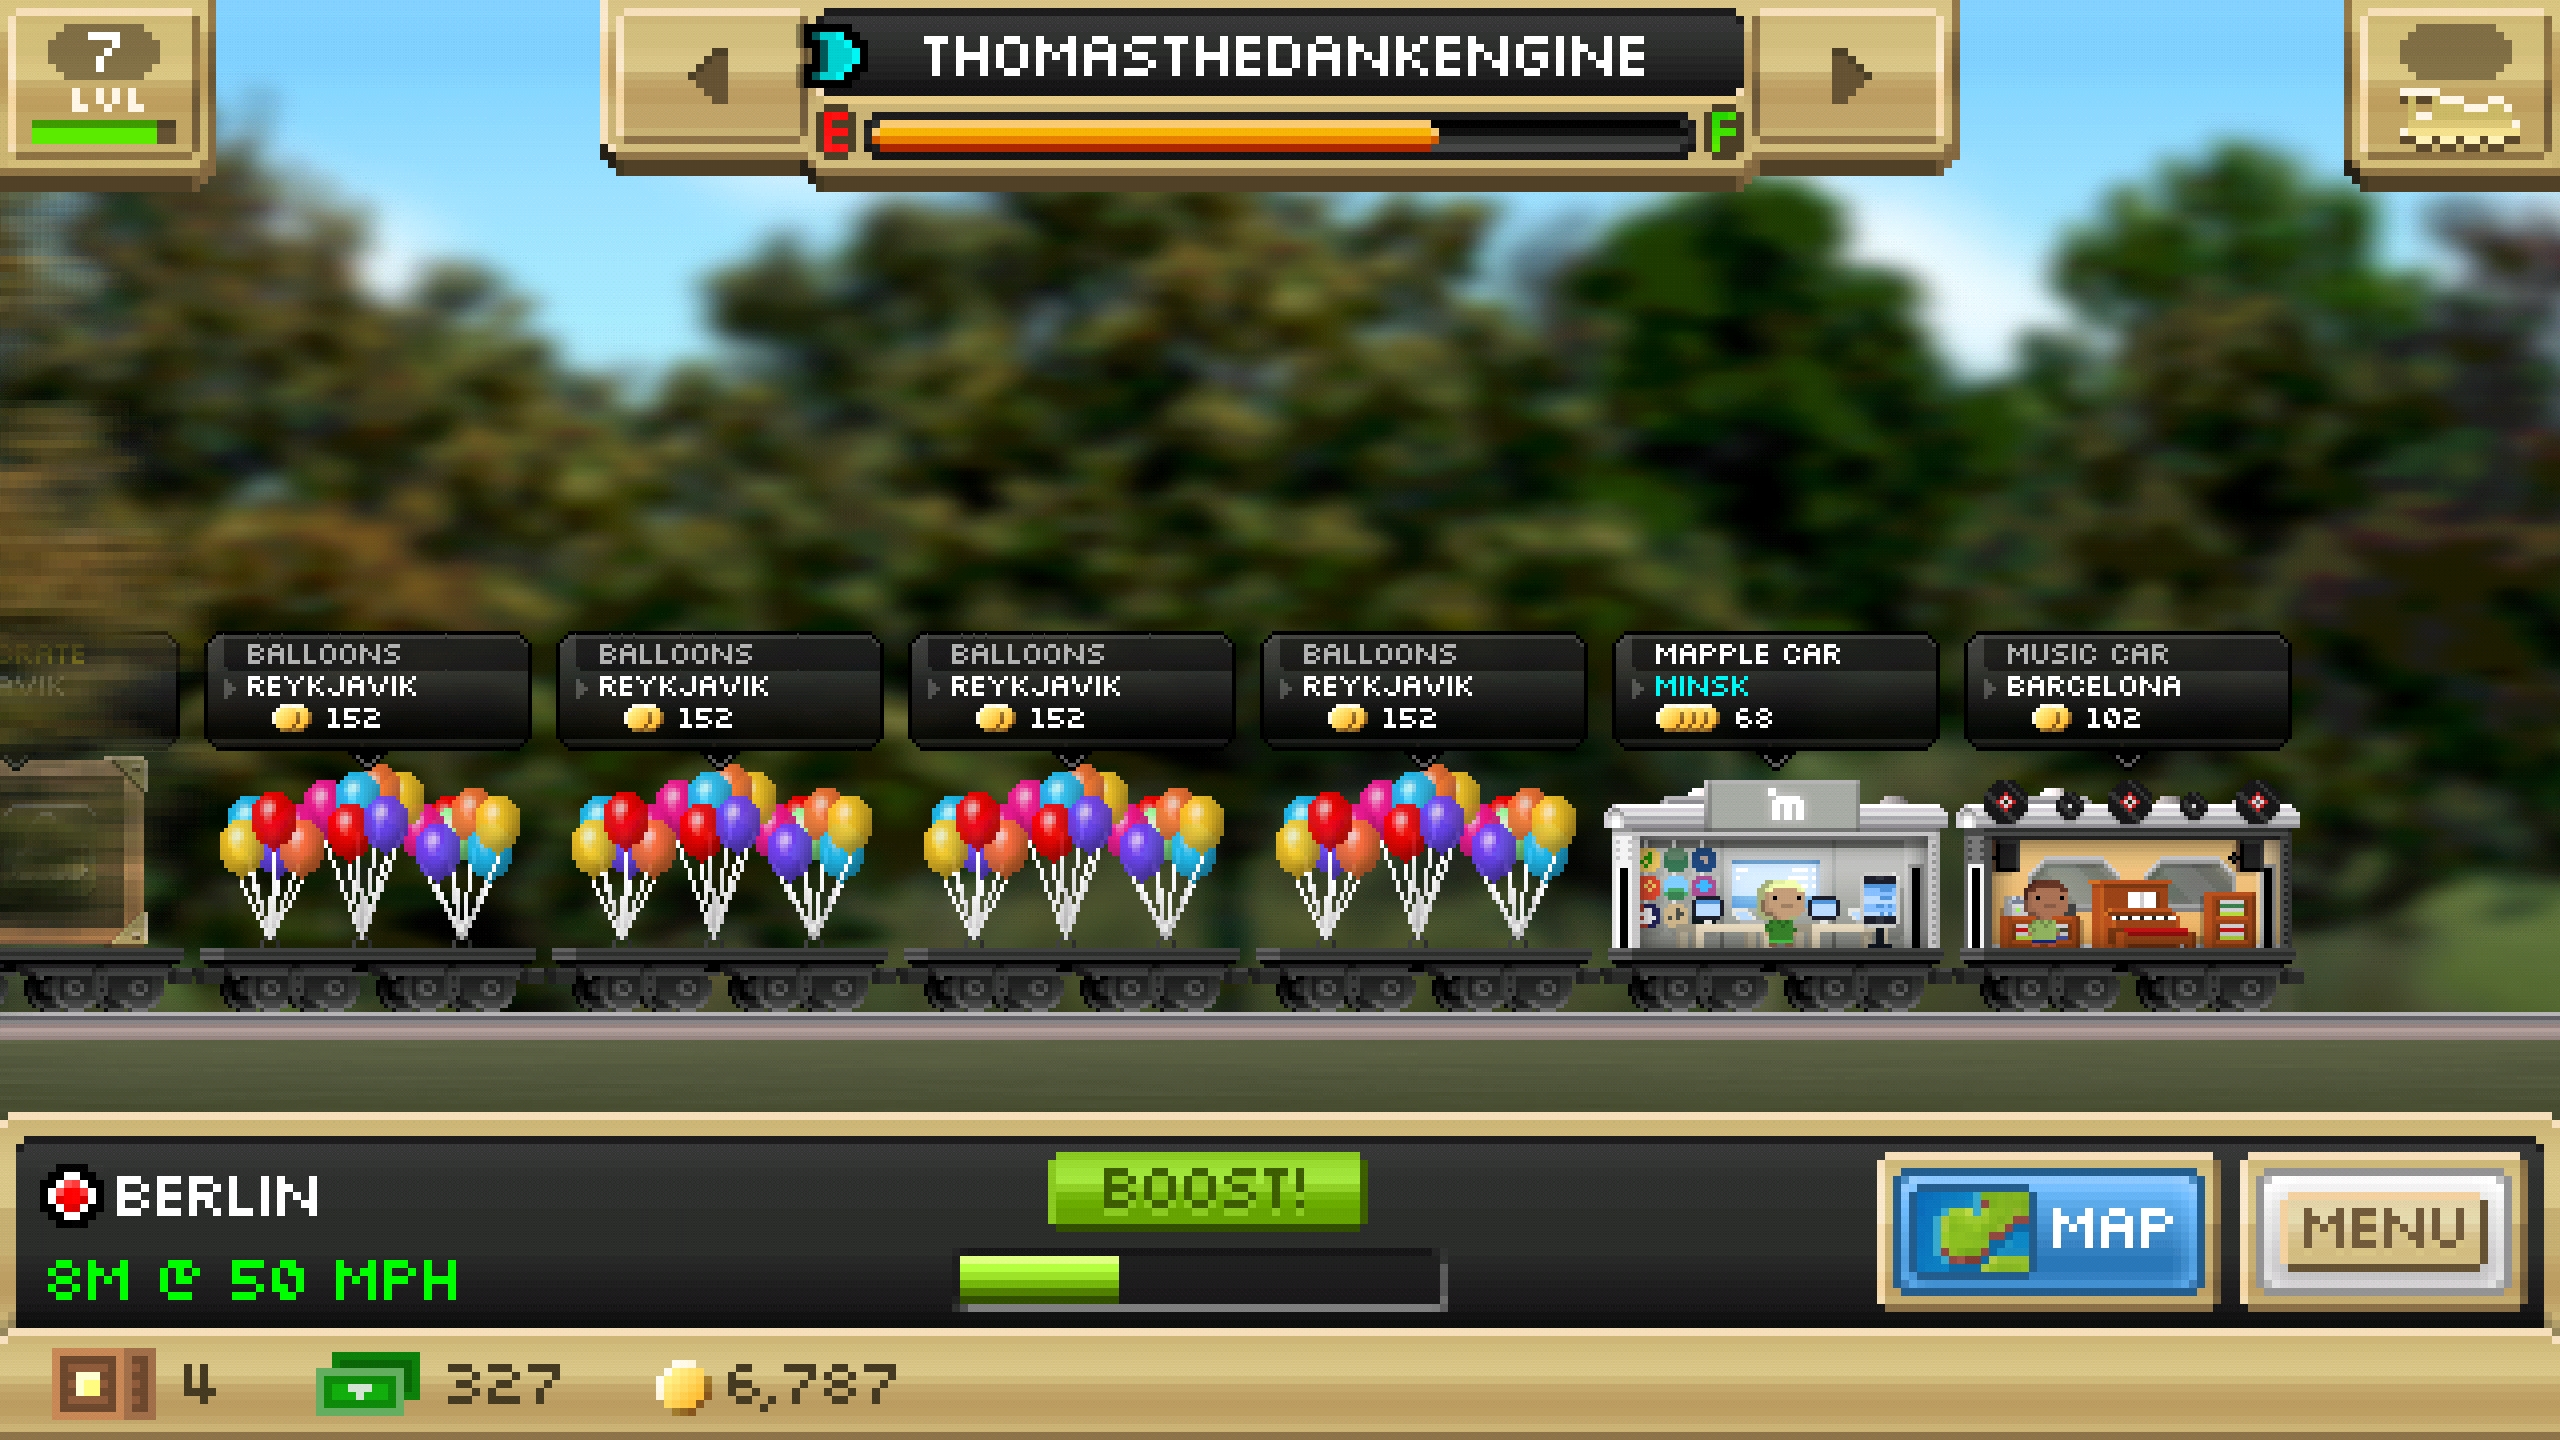 7
LVL
THOMASTHEDANKENGINE
E F
BALLOONS
REYKJAVIK
152
BALLOONS
REYKJAVIK
152
BALLOONS
REYKJAVIK
152
BALLOONS
REYKJAVIK
152
MAPPLE CAR
MINSK
68
MUSIC CAR
BARCELONA
102
m
BERLIN
8M @ 50 MPH
BOOST!
MAP
MENU
4
327
6,787